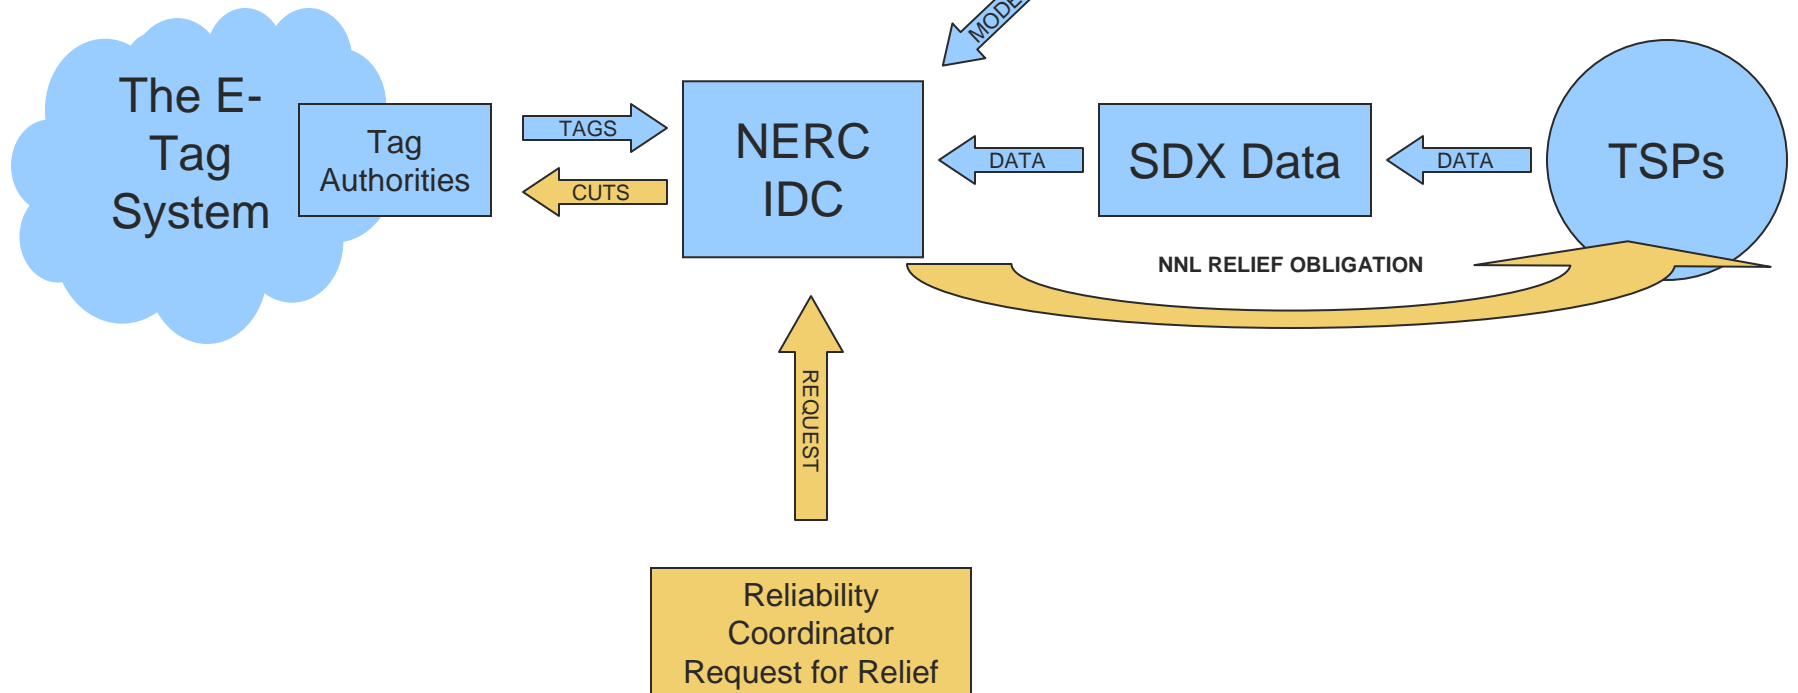 MODE
The E-
Tag
System
Tag
Authorities
TAGS
CUTS
NERC
IDC
DATA
SDX Data
DATA
TSPs
NNL RELIEF OBLIGATION
REQUEST
Reliability
Coordinator
Request for Relief